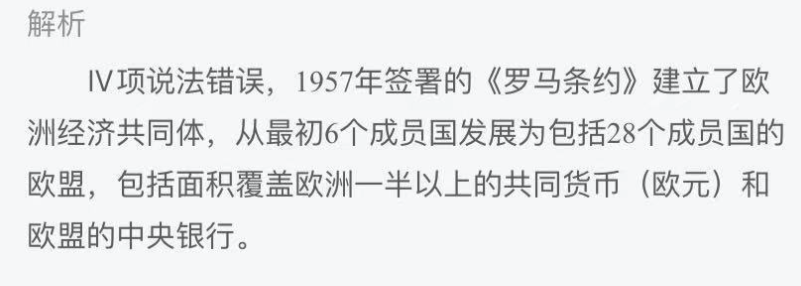 解析
Ⅳ项说法错误，1957年签署的《罗马条约》建立了欧
洲经济共同体，从最初6个成员国发展为包括28个成员国的
欧盟，包括面积覆盖欧洲一半以上的共同货币（欧元）和
欧盟的中央银行。